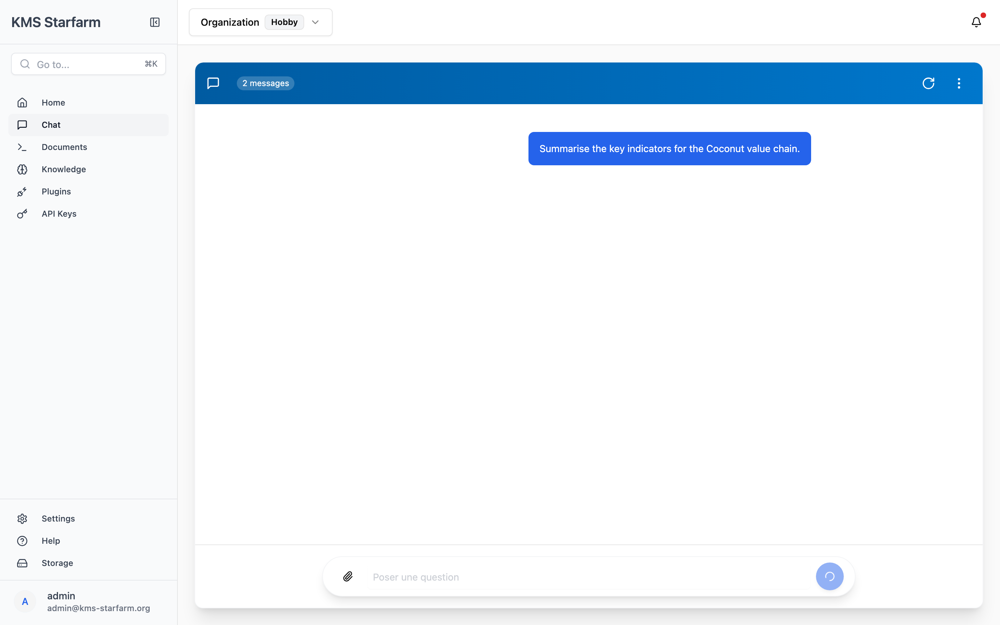 KMS Starfarm
Organization Hobby
Go to... ⌘K
Home
Chat
Documents
Knowledge
Plugins
API Keys
2 messages
Summarise the key indicators for the Coconut value chain.
Poser une question
Settings
Help
Storage
A
admin
admin@kms-starfarm.org